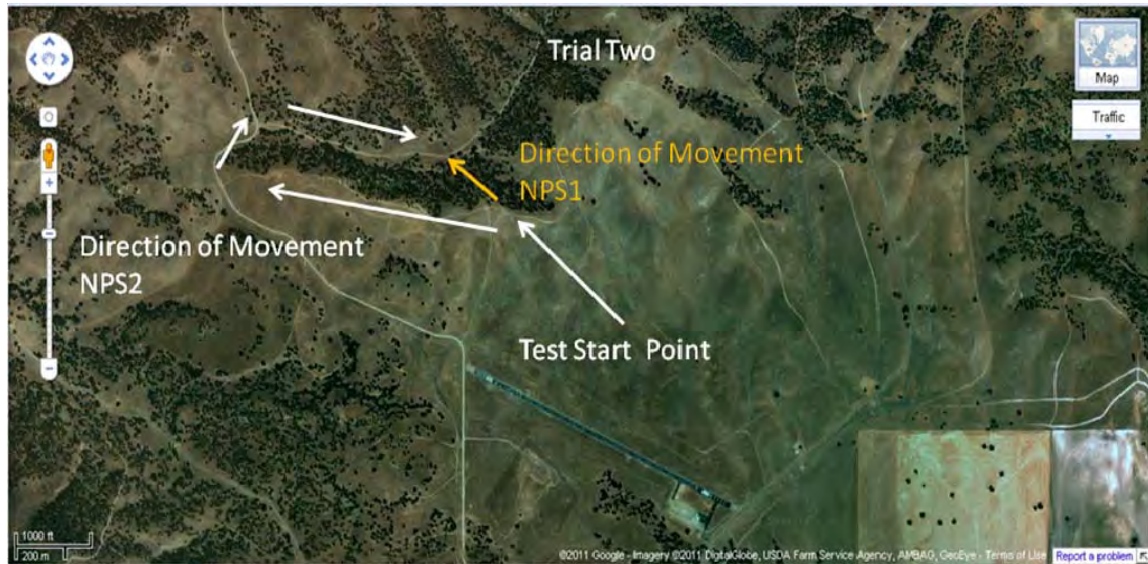 Trial Two
Map
Traffic
Direction of Movement
NPS1
Direction of Movement
NPS2
Test Start Point
1000 ft
200 m
©2011 Google - Imagery ©2011 DigitalGlobe, USDA Farm Service Agency, AMBAG, GeoEye - Terms of Use
Report a problem